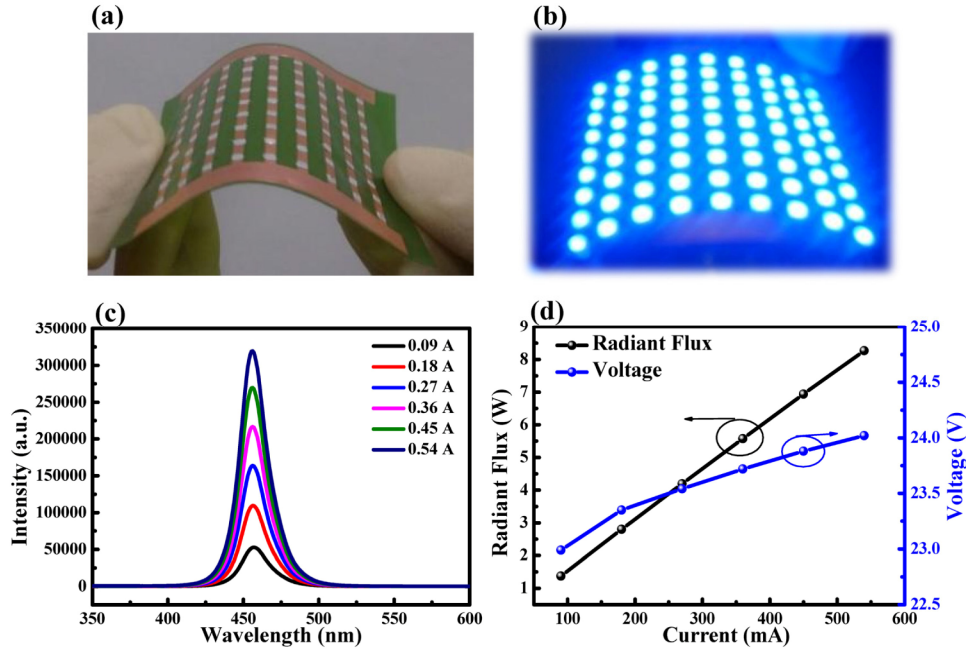 (a)
(b)
(c)
350000
300000
250000
200000
150000
100000
50000
0
Intensity (a.u.)
0.09 A
0.18 A
0.27 A
0.36 A
0.45 A
0.54 A
350 400 450 500 550 600
Wavelength (nm)
(d)
9
8
7
6
5
4
3
2
1
Radiant Flux (W)
Radiant Flux
Voltage
25.0
24.5
24.0
23.5
23.0
22.5
Voltage (V)
100 200 300 400 500 600
Current (mA)